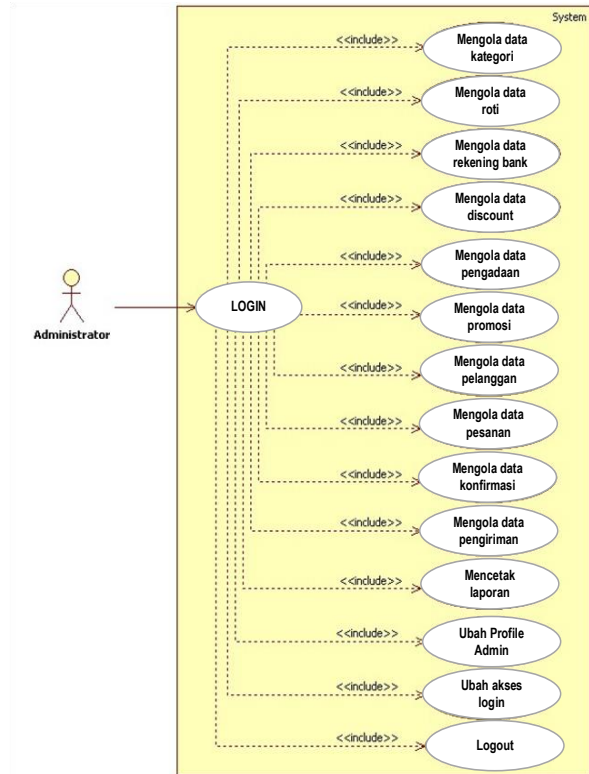 System
<<include>>
Mengola data
kategori
<<include>>
Mengola data
roti
<<include>>
Mengola data
rekening bank
<<include>>
Mengola data
discount
<<include>>
Mengola data
pengadaan
Administrator
LOGIN
<<include>>
Mengola data
promosi
<<include>>
Mengola data
pelanggan
<<include>>
Mengola data
pesanan
<<include>>
Mengola data
konfirmasi
<<include>>
Mengola data
pengiriman
<<include>>
Mencetak
laporan
<<include>>
Ubah Profile
Admin
<<include>>
Ubah akses
login
<<include>>
Logout